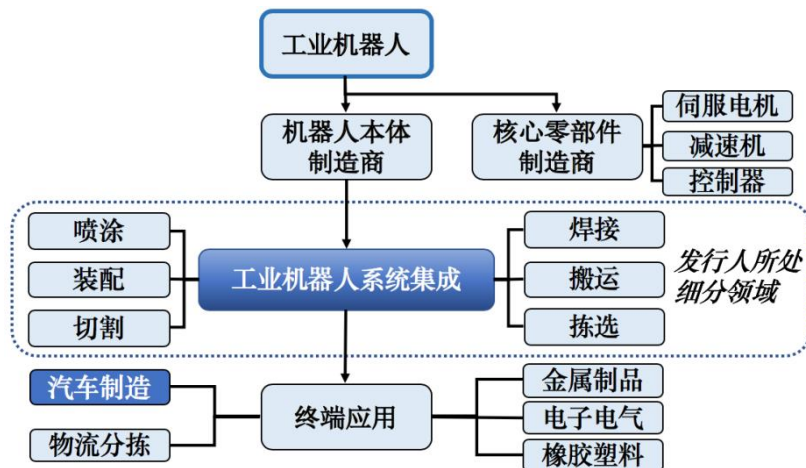 工业机器人
机器人本体
制造商
核心零部件
制造商
伺服电机
减速机
控制器
喷涂
装配
切割
工业机器人系统集成
焊接
搬运
拣选
发行人所处
细分领域
汽车制造
物流分拣
终端应用
金属制品
电子电气
橡胶塑料